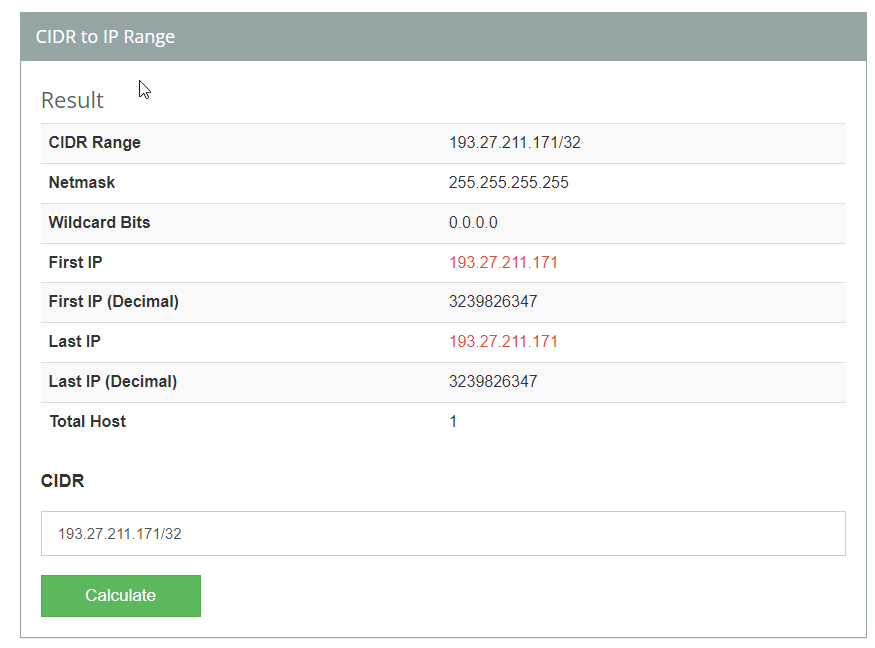 CIDR to IP Range
Result
CIDR Range 193.27.211.171/32
Netmask 255.255.255.255
Wildcard Bits 0.0.0.0
First IP 193.27.211.171
First IP (Decimal) 3239826347
Last IP 193.27.211.171
Last IP (Decimal) 3239826347
Total Host 1
CIDR
193.27.211.171/32
Calculate